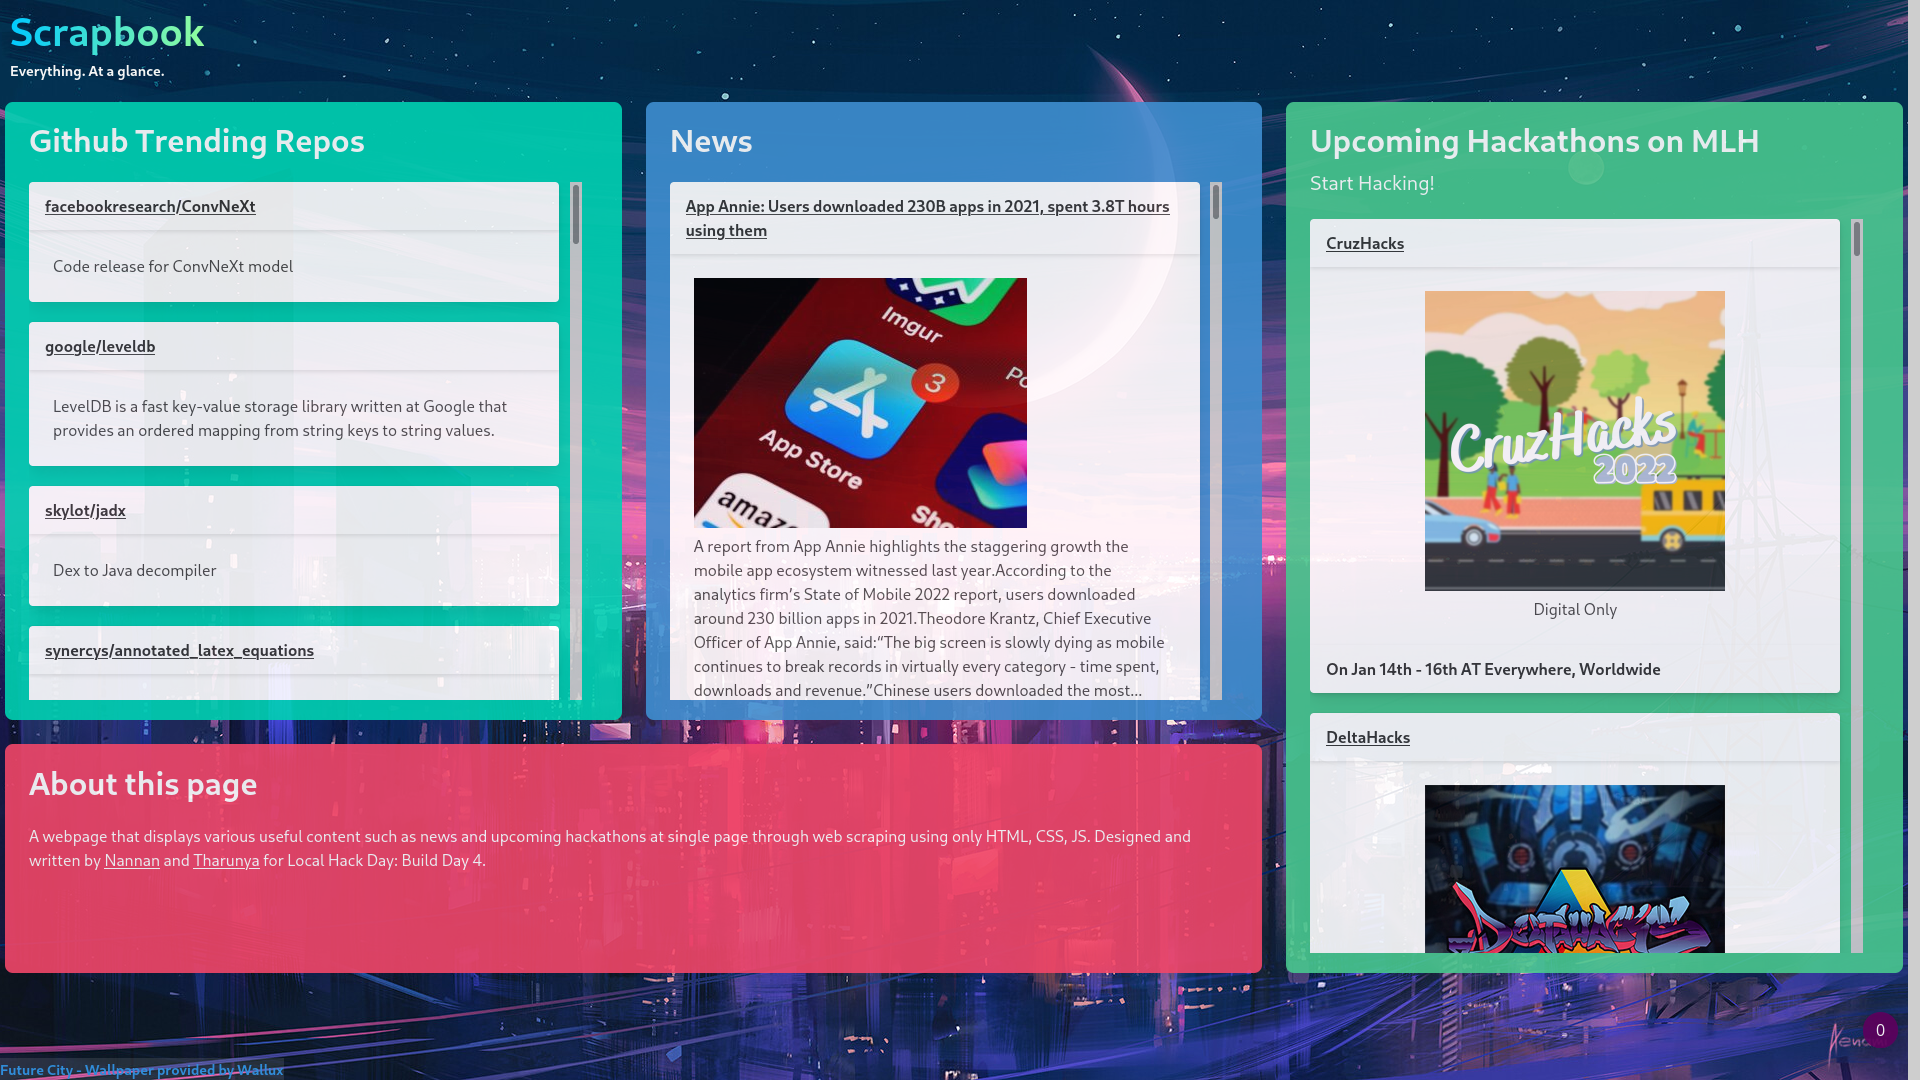 Scrapbook
Everything. At a glance.
Github Trending Repos
facebookresearch/ConvNeXt
Code release for ConvNeXt model
google/leveldb
LevelDB is a fast key-value storage library written at Google that
provides an ordered mapping from string keys to string values.
skylot/jadx
Dex to Java decompiler
synercys/annotated_latex_equations
News
App Annie: Users downloaded 230B apps in 2021, spent 3.8T hours
using them
Imgur
3
Po
App Store
amaz
Sho
A report from App Annie highlights the staggering growth the
mobile app ecosystem witnessed last year.According to the
analytics firm’s State of Mobile 2022 report, users downloaded
around 230 billion apps in 2021.Theodore Krantz, Chief Executive
Officer of App Annie, said:“The big screen is slowly dying as mobile
continues to break records in virtually every category - time spent,
downloads and revenue.”Chinese users downloaded the most...
Upcoming Hackathons on MLH
Start Hacking!
CruzHacks
CruzHacks
2022
Digital Only
On Jan 14th - 16th AT Everywhere, Worldwide
DeltaHacks
DELTAHACKS
About this page
A webpage that displays various useful content such as news and upcoming hackathons at single page through web scraping using only HTML, CSS, JS. Designed and
written by Nannan and Tharunya for Local Hack Day: Build Day 4.
0
Future City - Wallpaper provided by Wallux